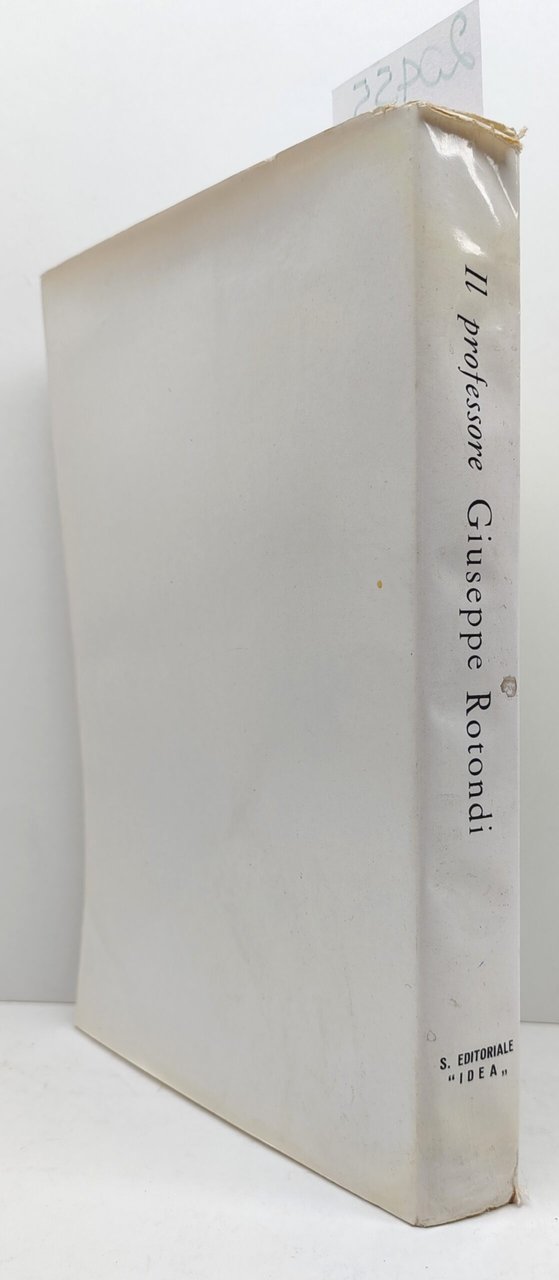 Il professore Giuseppe Rotondi
S. EDITORIALE
"IDEA"